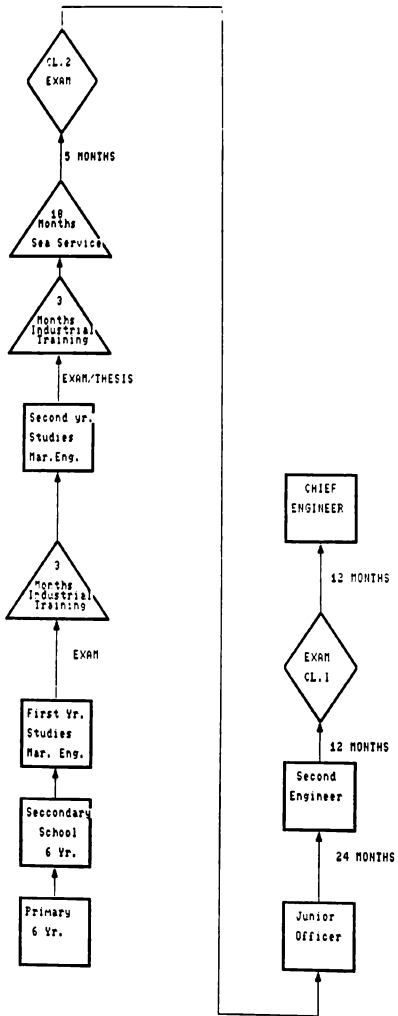 CL.2
EXAM
5 MONTHS
18
Months
Sea Service
3
Months
Industrial
Training
EXAM/THESIS
Second yr.
Studies
Mar.Eng.
3
Months
Industrial
Training
EXAM
First Yr.
Studies
Mar. Eng.
Seccondary
School
6 Yr.
Primary
6 Yr.
CHIEF
ENGINEER
12 MONTHS
EXAM
CL.1
12 MONTHS
Second
Engineer
24 MONTHS
Junior
Officer